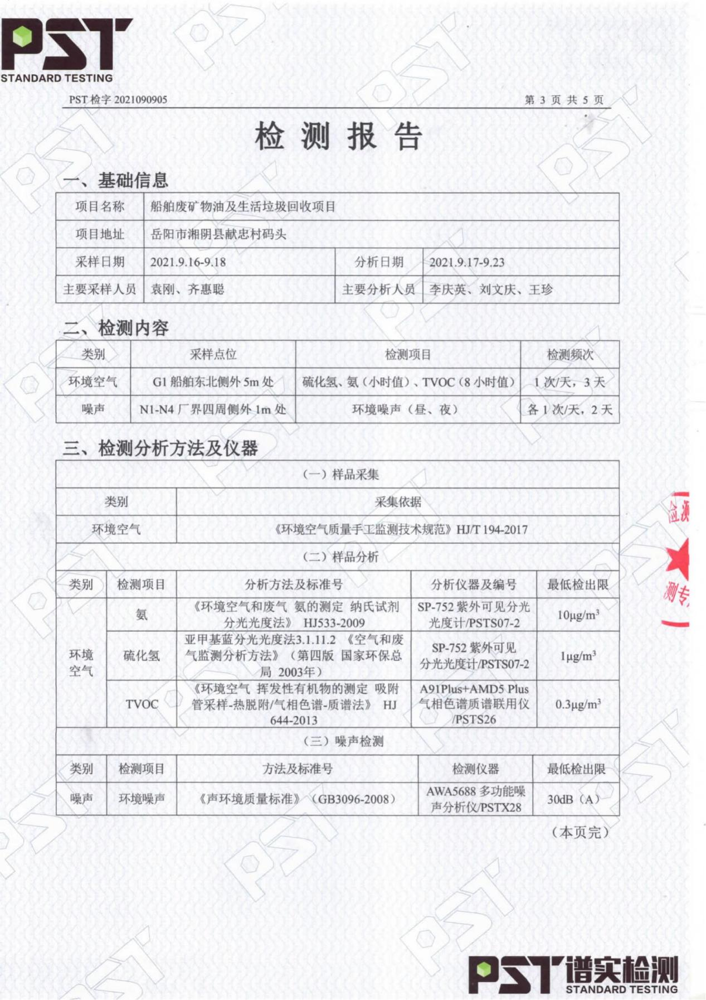 PST
STANDARD TESTING
PST 检字 2021090905 第 3 页 共 5 页
检 测 报 告
一、基础信息
项目名称 船舶废矿物油及生活垃圾回收项目
项目地址 岳阳市湘阴县献忠村码头
采样日期 2021.9.16-9.18 分析日期 2021.9.17-9.23
主要采样人员 袁刚、齐惠聪 主要分析人员 李庆英、刘文庆、王珍
二、检测内容
类别 采样点位 检测项目 检测频次
环境空气 G1 船舶东北侧外 5m 处 硫化氢、氨（小时值）、TVOC（8 小时值） 1 次/天，3 天
噪声 N1-N4 厂界四周侧外 1m 处 环境噪声（昼、夜） 各 1 次/天，2 天
三、检测分析方法及仪器
（一）样品采集
类别 采集依据
环境空气 《环境空气质量手工监测技术规范》HJ/T 194-2017
（二）样品分析
类别 检测项目 分析方法及标准号 分析仪器及编号 最低检出限
环境
空气
氨
《环境空气和废气 氨的测定 纳氏试剂
分光光度法》 HJ533-2009
SP-752 紫外可见分光
光度计/PSTS07-2
10μg/m³
硫化氢
亚甲基蓝分光光度法3.1.11.2 《空气和废
气监测分析方法》（第四版 国家环保总
局 2003年）
SP-752 紫外可见
分光光度计/PSTS07-2
1μg/m³
TVOC
《环境空气 挥发性有机物的测定 吸附
管采样-热脱附/气相色谱-质谱法》 HJ
644-2013
A91Plus+AMD5 Plus
气相色谱质谱联用仪
/PSTS26
0.3μg/m³
（三）噪声检测
类别 检测项目 方法及标准号 检测仪器 最低检出限
噪声 环境噪声 《声环境质量标准》（GB3096-2008）
AWA5688 多功能噪
声分析仪/PSTX28
30dB（A）
（本页完）
检测
测专
PST 谱实检测
STANDARD TESTING